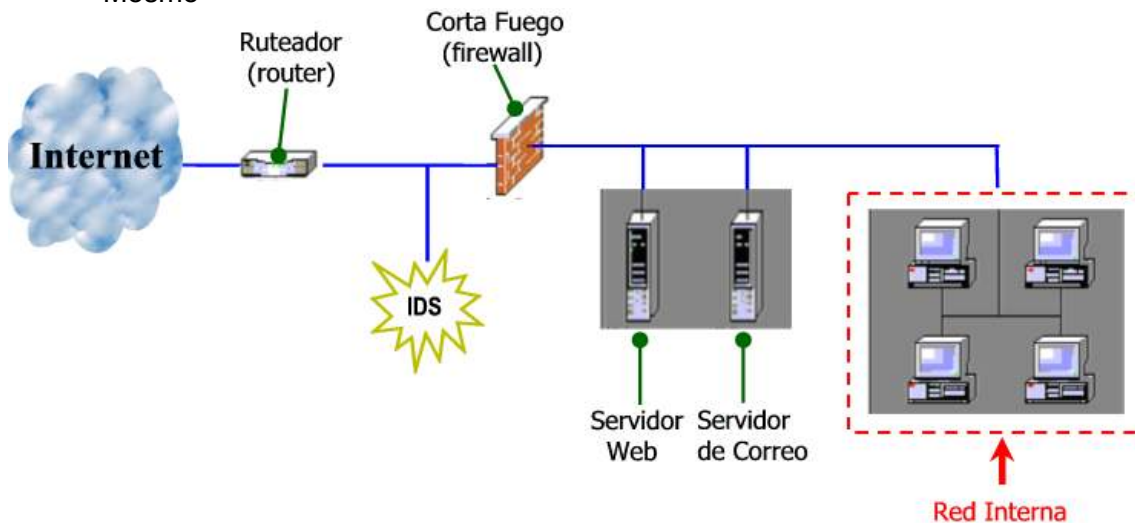 Corta Fuego
(firewall)
Ruteador
(router)
Internet
IDS
Servidor
Web
Servidor
de Correo
Red Interna